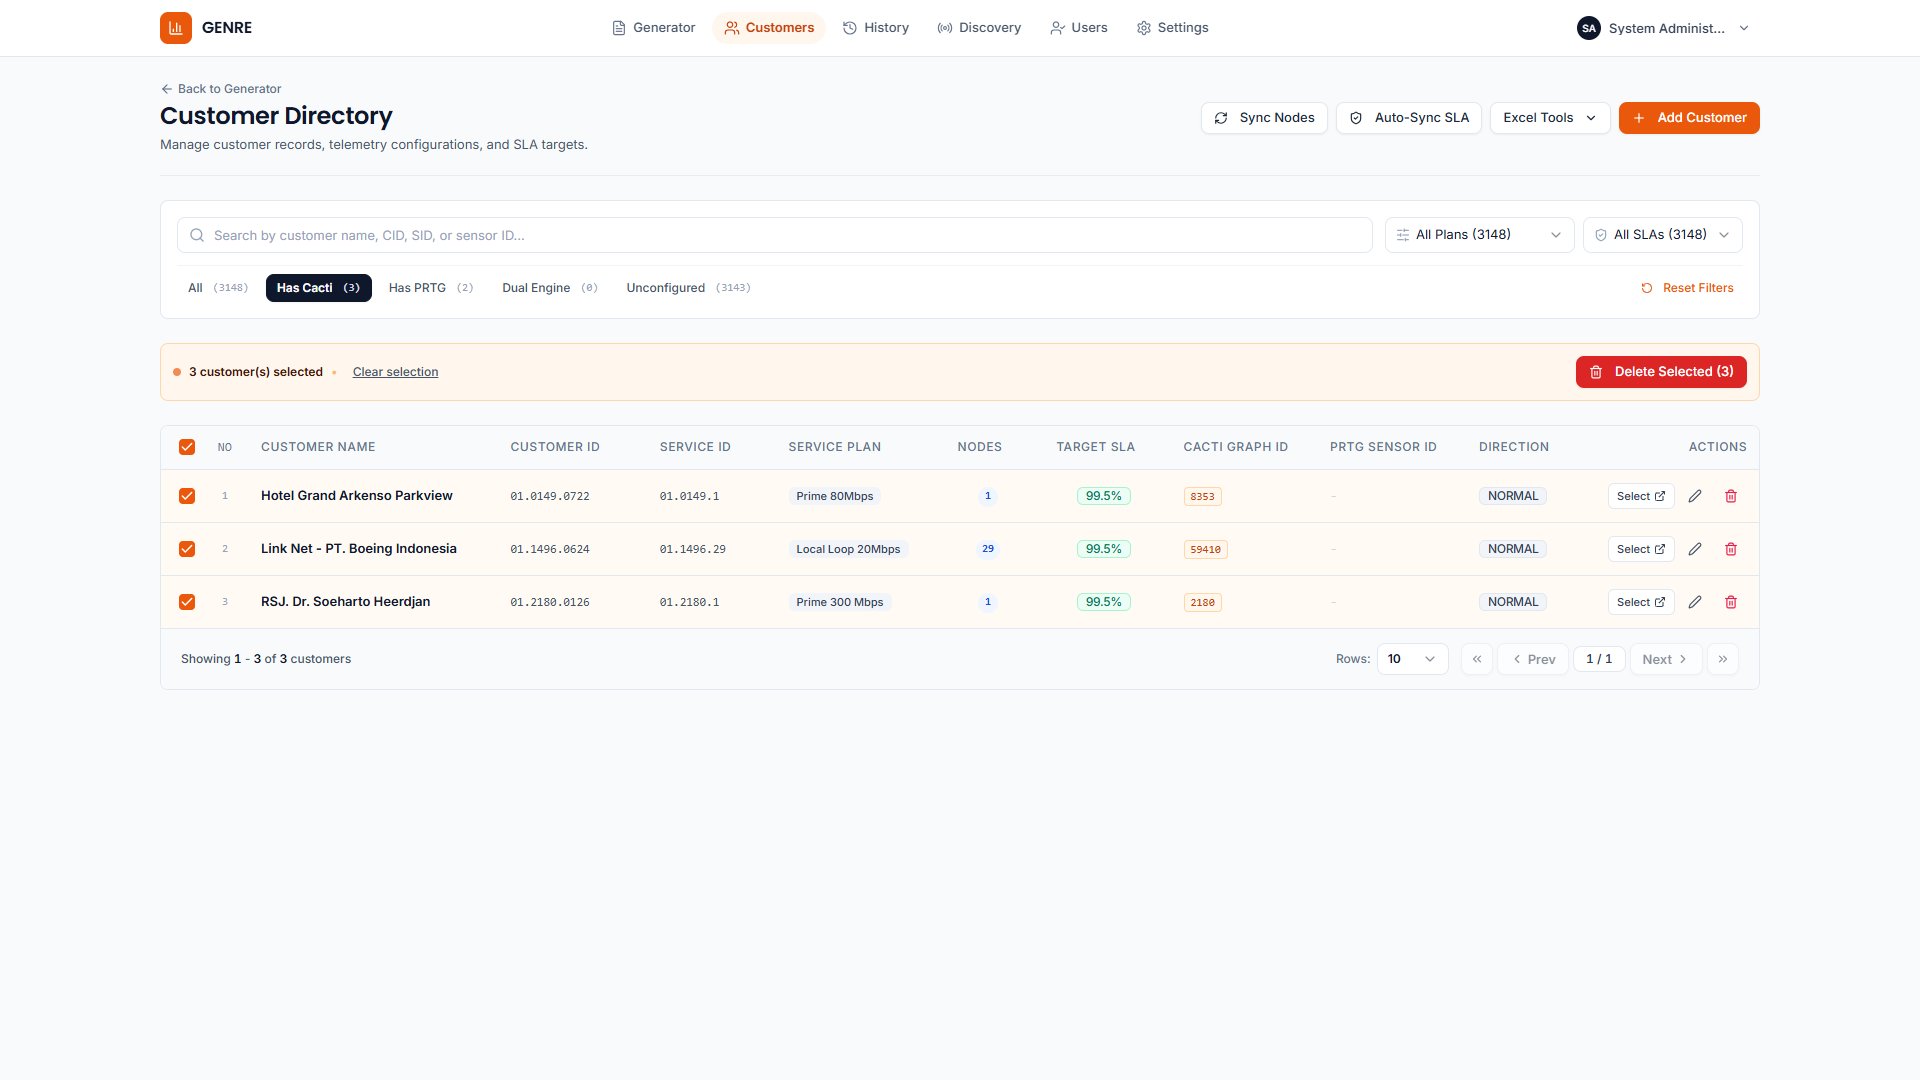 GENRE
Generator
Customers
History
Discovery
Users
Settings
SA
System Administ...
Back to Generator
Customer Directory
Manage customer records, telemetry configurations, and SLA targets.
Sync Nodes
Auto-Sync SLA
Excel Tools
Add Customer
Search by customer name, CID, SID, or sensor ID...
All Plans (3148)
All SLAs (3148)
All (3148)
Has Cacti (3)
Has PRTG (2)
Dual Engine (0)
Unconfigured (3143)
Reset Filters
3 customer(s) selected
Clear selection
Delete Selected (3)
NO CUSTOMER NAME CUSTOMER ID SERVICE ID SERVICE PLAN NODES TARGET SLA CACTI GRAPH ID PRTG SENSOR ID DIRECTION ACTIONS
1 Hotel Grand Arkenso Parkview 01.0149.0722 01.0149.1 Prime 80Mbps 1 99.5% 8353 - NORMAL Select
2 Link Net - PT. Boeing Indonesia 01.1496.0624 01.1496.29 Local Loop 20Mbps 29 99.5% 59410 - NORMAL Select
3 RSJ. Dr. Soeharto Heerdjan 01.2180.0126 01.2180.1 Prime 300 Mbps 1 99.5% 2180 - NORMAL Select
Showing 1 - 3 of 3 customers
Rows: 10
« Prev 1 / 1 Next »